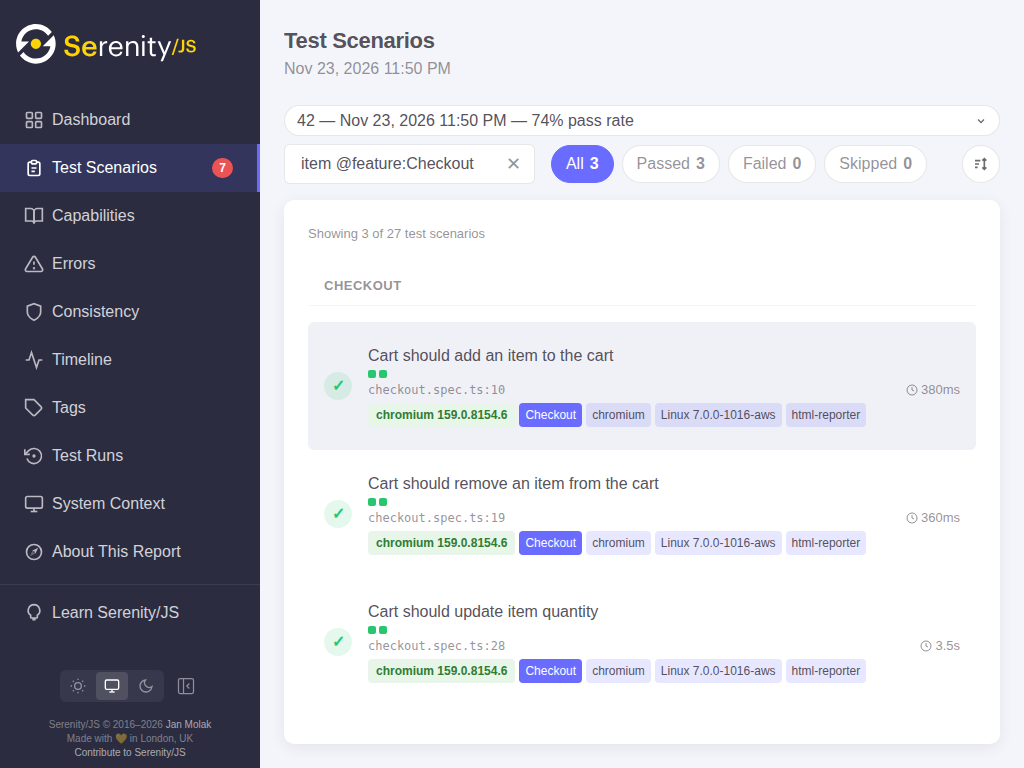 Serenity/JS
Dashboard
Test Scenarios 7
Capabilities
Errors
Consistency
Timeline
Tags
Test Runs
System Context
About This Report
Learn Serenity/JS
Serenity/JS © 2016–2026 Jan Molak
Made with 💛 in London, UK
Contribute to Serenity/JS
Test Scenarios
Nov 23, 2026 11:50 PM
42 — Nov 23, 2026 11:50 PM — 74% pass rate
item @feature:Checkout ✕ All 3 Passed 3 Failed 0 Skipped 0
Showing 3 of 27 test scenarios
CHECKOUT
Cart should add an item to the cart
checkout.spec.ts:10 380ms
chromium 159.0.8154.6 Checkout chromium Linux 7.0.0-1016-aws html-reporter
Cart should remove an item from the cart
checkout.spec.ts:19 360ms
chromium 159.0.8154.6 Checkout chromium Linux 7.0.0-1016-aws html-reporter
Cart should update item quantity
checkout.spec.ts:28 3.5s
chromium 159.0.8154.6 Checkout chromium Linux 7.0.0-1016-aws html-reporter